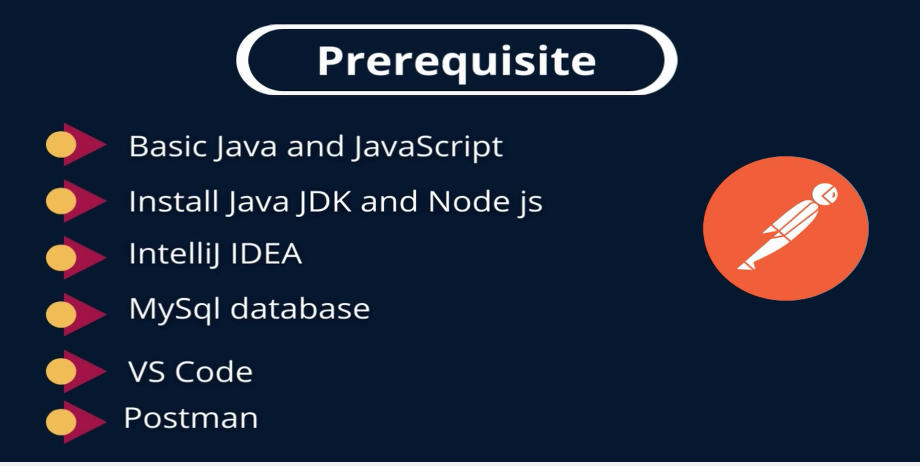 Prerequisite
Basic Java and JavaScript
Install Java JDK and Node js
IntelliJ IDEA
MySql database
VS Code
Postman